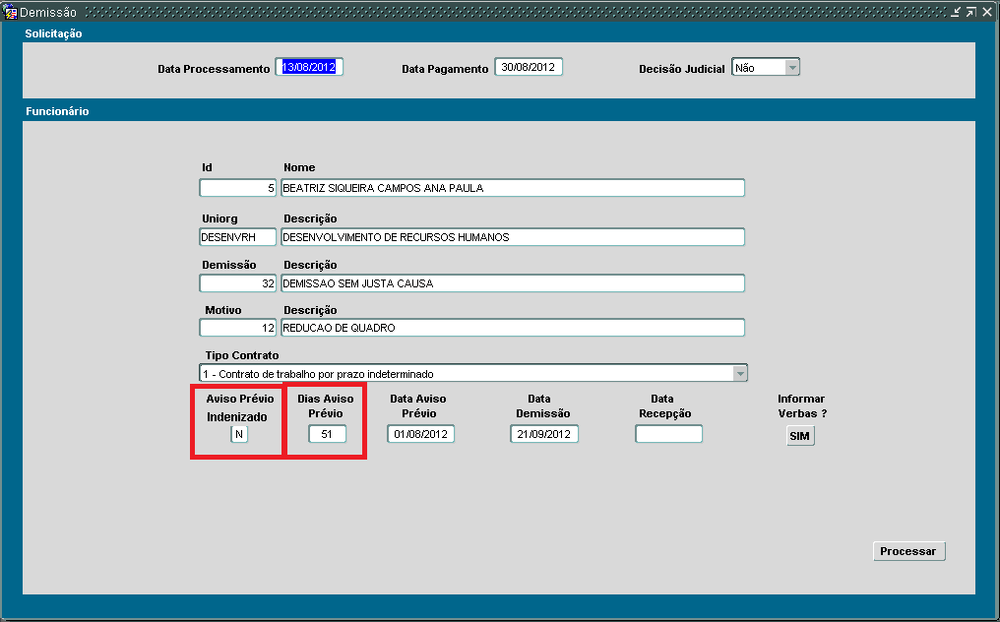 Demissão
Solicitação
Data Processamento 13/08/2012 Data Pagamento 30/08/2012 Decisão Judicial Não
Funcionário
Id Nome
5 BEATRIZ SIQUEIRA CAMPOS ANA PAULA
Uniorg Descrição
DESENVRH DESENVOLVIMENTO DE RECURSOS HUMANOS
Demissão Descrição
32 DEMISSAO SEM JUSTA CAUSA
Motivo Descrição
12 REDUCAO DE QUADRO
Tipo Contrato
1 - Contrato de trabalho por prazo indeterminado
Aviso Prévio Dias Aviso Data Aviso Data Data Informar
Indenizado Prévio Prévio Demissão Recepção Verbas ?
N 51 01/08/2012 21/09/2012 SIM
Processar